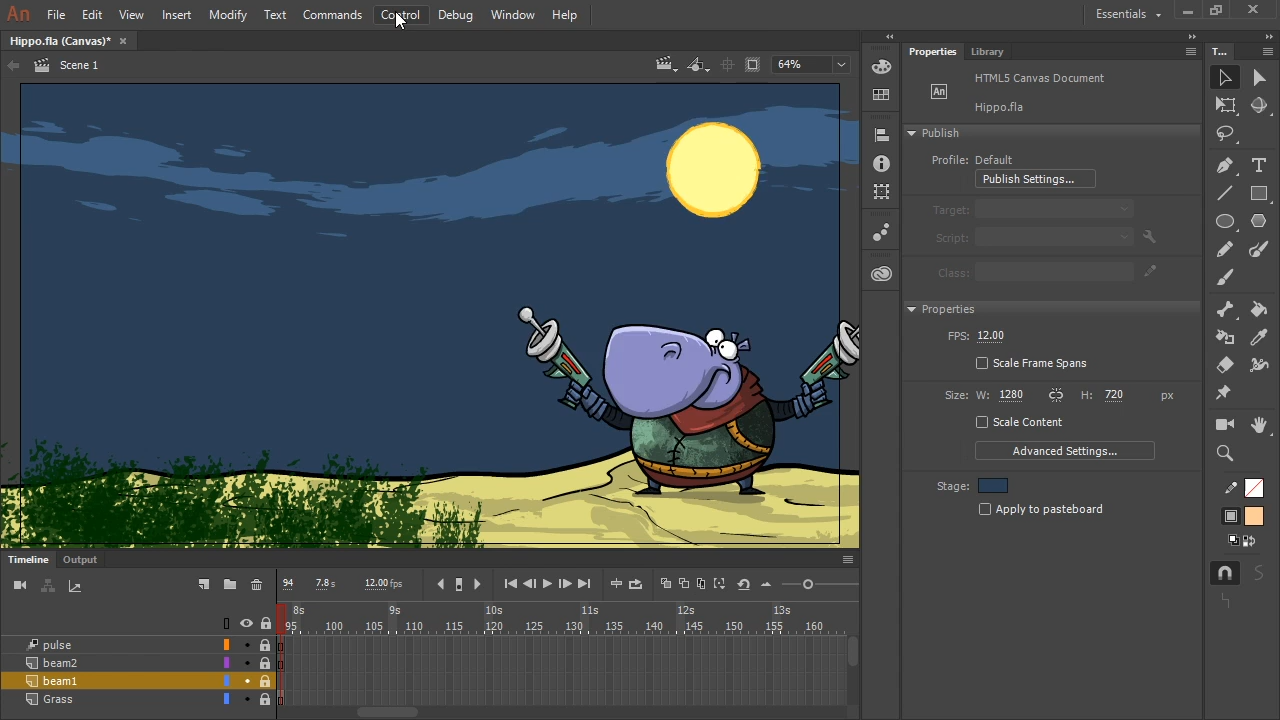 An File Edit View Insert Modify Text Commands Control Debug Window Help Essentials
Hippo.fla (Canvas)* ×
Scene 1 64%
Properties Library T...
An HTML5 Canvas Document
Hippo.fla
Publish
Profile: Default
Publish Settings...
Target:
Script:
Class:
Properties
FPS: 12.00
Scale Frame Spans
Size: W: 1280 H: 720 px
Scale Content
Advanced Settings...
Stage:
Apply to pasteboard
Timeline Output
94 7.8 s 12.00 fps
8s 9s 10s 11s 12s 13s
95 100 105 110 115 120 125 130 135 140 145 150 155 160
pulse
beam2
beam1
Grass